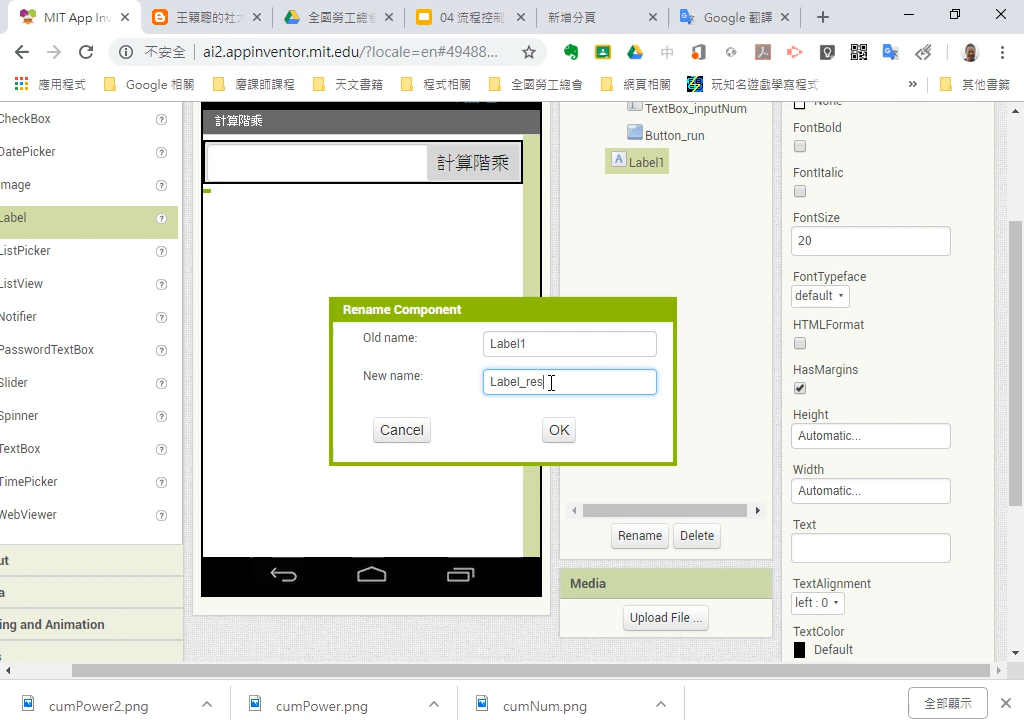 MIT App Inv
王穎聰的社
全國勞工總會
04 流程控制
新增分頁
Google 翻譯
不安全
ai2.appinventor.mit.edu/?locale=en#49488...
應用程式
Google 相關
磨課師課程
天文書籍
程式相關
全國勞工總會
網頁相關
玩知名遊戲學寫程式
»
其他書籤
CheckBox
DatePicker
mage
Label
ListPicker
ListView
Notifier
PasswordTextBox
Slider
Spinner
TextBox
TimePicker
WebViewer
ut
a
ing and Animation
計算階乘
計算階乘
TextBox_inputNum
Button_run
Label1
Rename Component
Old name:
Label1
New name:
Label_res
Cancel
OK
Rename
Delete
Media
Upload File ...
None
FontBold
FontItalic
FontSize
20
FontTypeface
default
HTMLFormat
HasMargins
Height
Automatic...
Width
Automatic...
Text
TextAlignment
left : 0
TextColor
Default
cumPower2.png
cumPower.png
cumNum.png
全部顯示